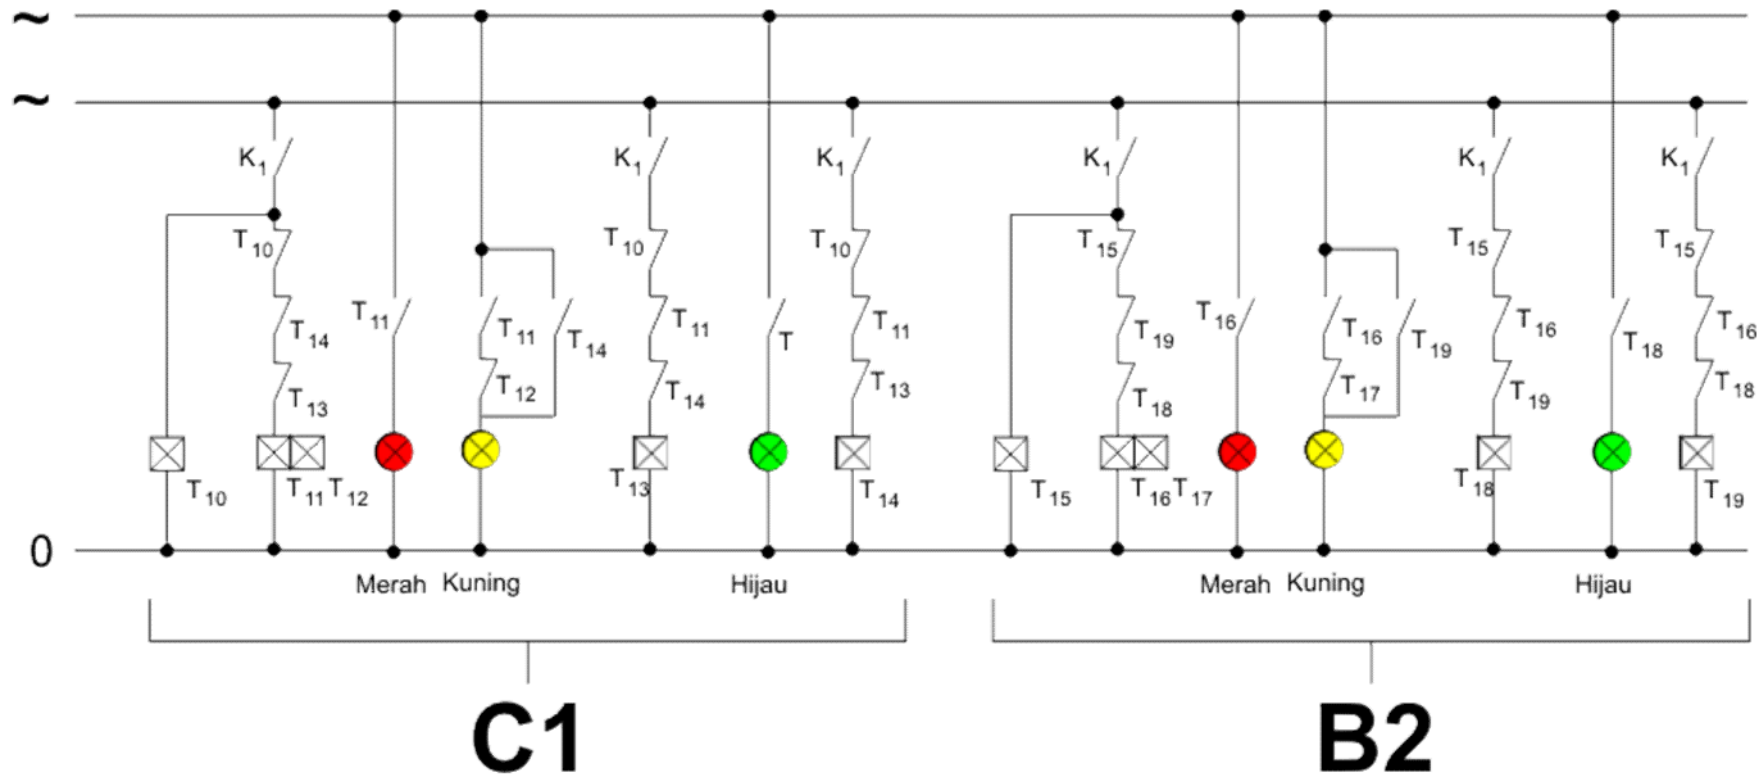 ~
~
K1 K1 K1 K1 K1 K1
T10 T10 T10 T15 T15 T15
T11 T11 T14 T11 T T11 T16 T16 T19 T16 T18 T16
T14 T19
T12 T13 T17 T18
T13 T14 T18 T19
T10 T11 T12 T13 T14 T15 T16 T17 T18 T19
0
Merah Kuning Hijau Merah Kuning Hijau
C1 B2